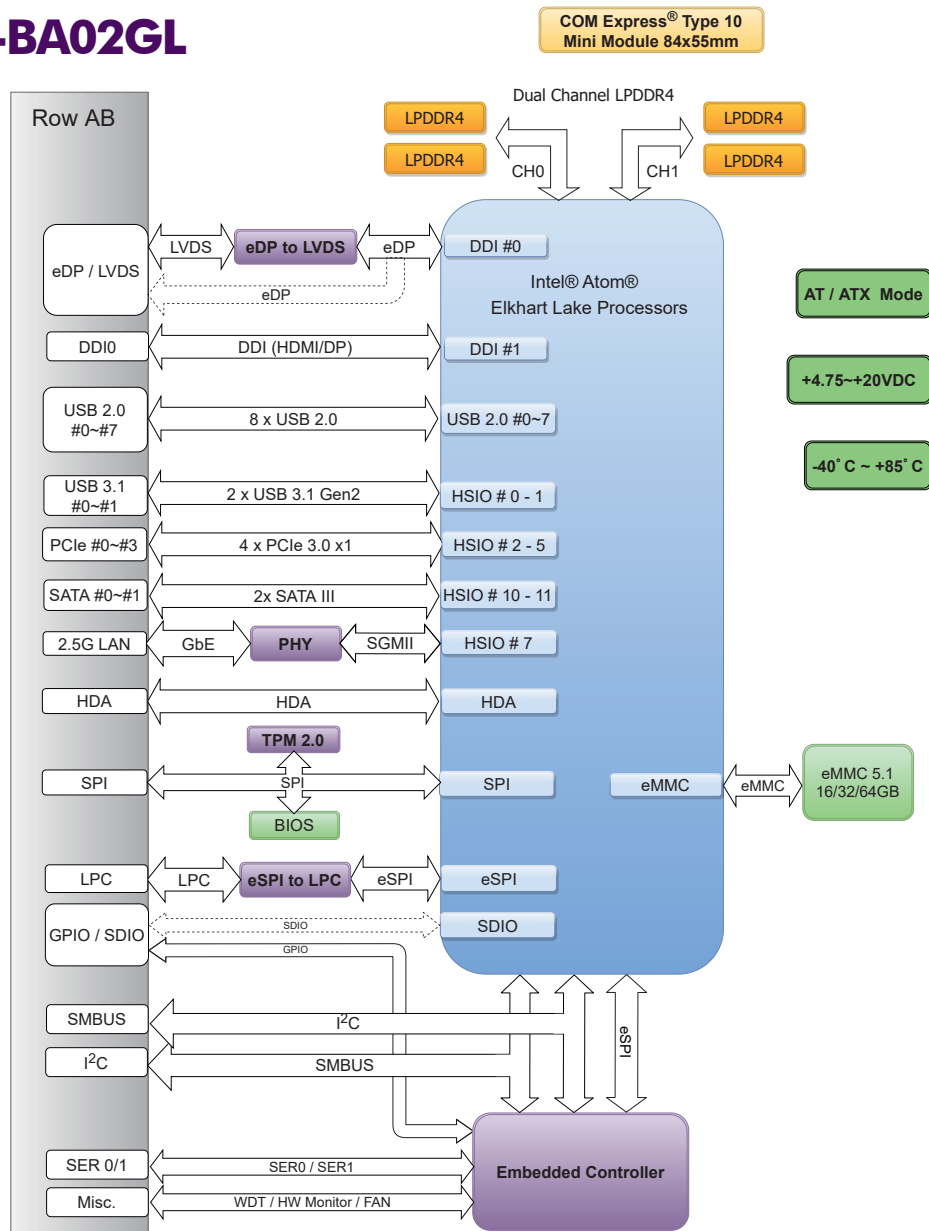 -BA02GL
COM Express® Type 10
Mini Module 84x55mm
Dual Channel LPDDR4
Row AB
LPDDR4
LPDDR4
LPDDR4
LPDDR4
CH0
CH1
eDP / LVDS
LVDS
eDP to LVDS
eDP
DDI #0
eDP
Intel® Atom®
Elkhart Lake Processors
AT / ATX Mode
DDI0
DDI (HDMI/DP)
DDI #1
+4.75~+20VDC
USB 2.0
#0~#7
8 x USB 2.0
USB 2.0 #0~7
-40°C ~ +85°C
USB 3.1
#0~#1
2 x USB 3.1 Gen2
HSIO # 0 - 1
PCIe #0~#3
4 x PCIe 3.0 x1
HSIO # 2 - 5
SATA #0~#1
2x SATA III
HSIO # 10 - 11
2.5G LAN
GbE
PHY
SGMII
HSIO # 7
HDA
HDA
HDA
TPM 2.0
SPI
SPI
SPI
BIOS
eMMC
eMMC
eMMC 5.1
16/32/64GB
LPC
LPC
eSPI to LPC
eSPI
eSPI
GPIO / SDIO
SDIO
SDIO
GPIO
SMBUS
I²C
eSPI
I²C
SMBUS
Embedded Controller
SER 0/1
SER0 / SER1
Misc.
WDT / HW Monitor / FAN